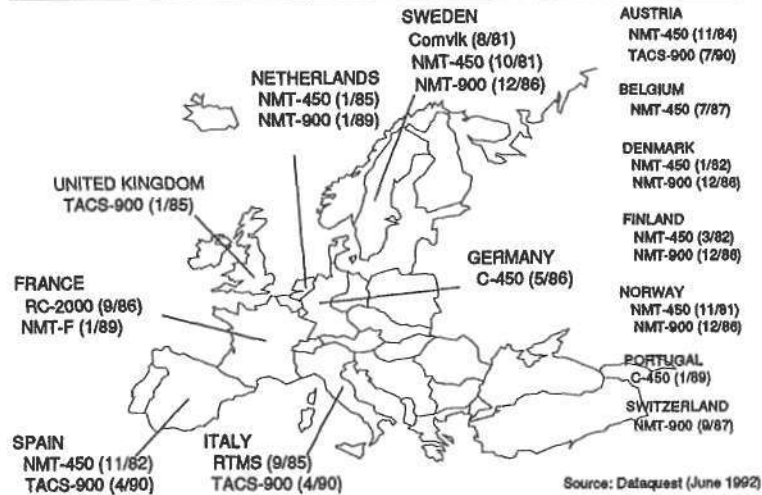 SWEDEN
Comvik (8/81)
NMT-450 (10/81)
NMT-900 (12/86)
NETHERLANDS
NMT-450 (1/85)
NMT-900 (1/89)
UNITED KINGDOM
TACS-900 (1/85)
FRANCE
RC-2000 (9/86)
NMT-F (1/89)
GERMANY
C-450 (5/86)
SPAIN
NMT-450 (11/82)
TACS-900 (4/90)
ITALY
RTMS (9/85)
TACS-900 (4/90)
AUSTRIA
NMT-450 (11/84)
TACS-900 (7/90)
BELGIUM
NMT-450 (7/87)
DENMARK
NMT-450 (1/82)
NMT-900 (12/86)
FINLAND
NMT-450 (3/82)
NMT-900 (12/86)
NORWAY
NMT-450 (11/81)
NMT-900 (12/86)
PORTUGAL
C-450 (1/89)
SWITZERLAND
NMT-900 (9/87)
Source: Dataquest (June 1992)